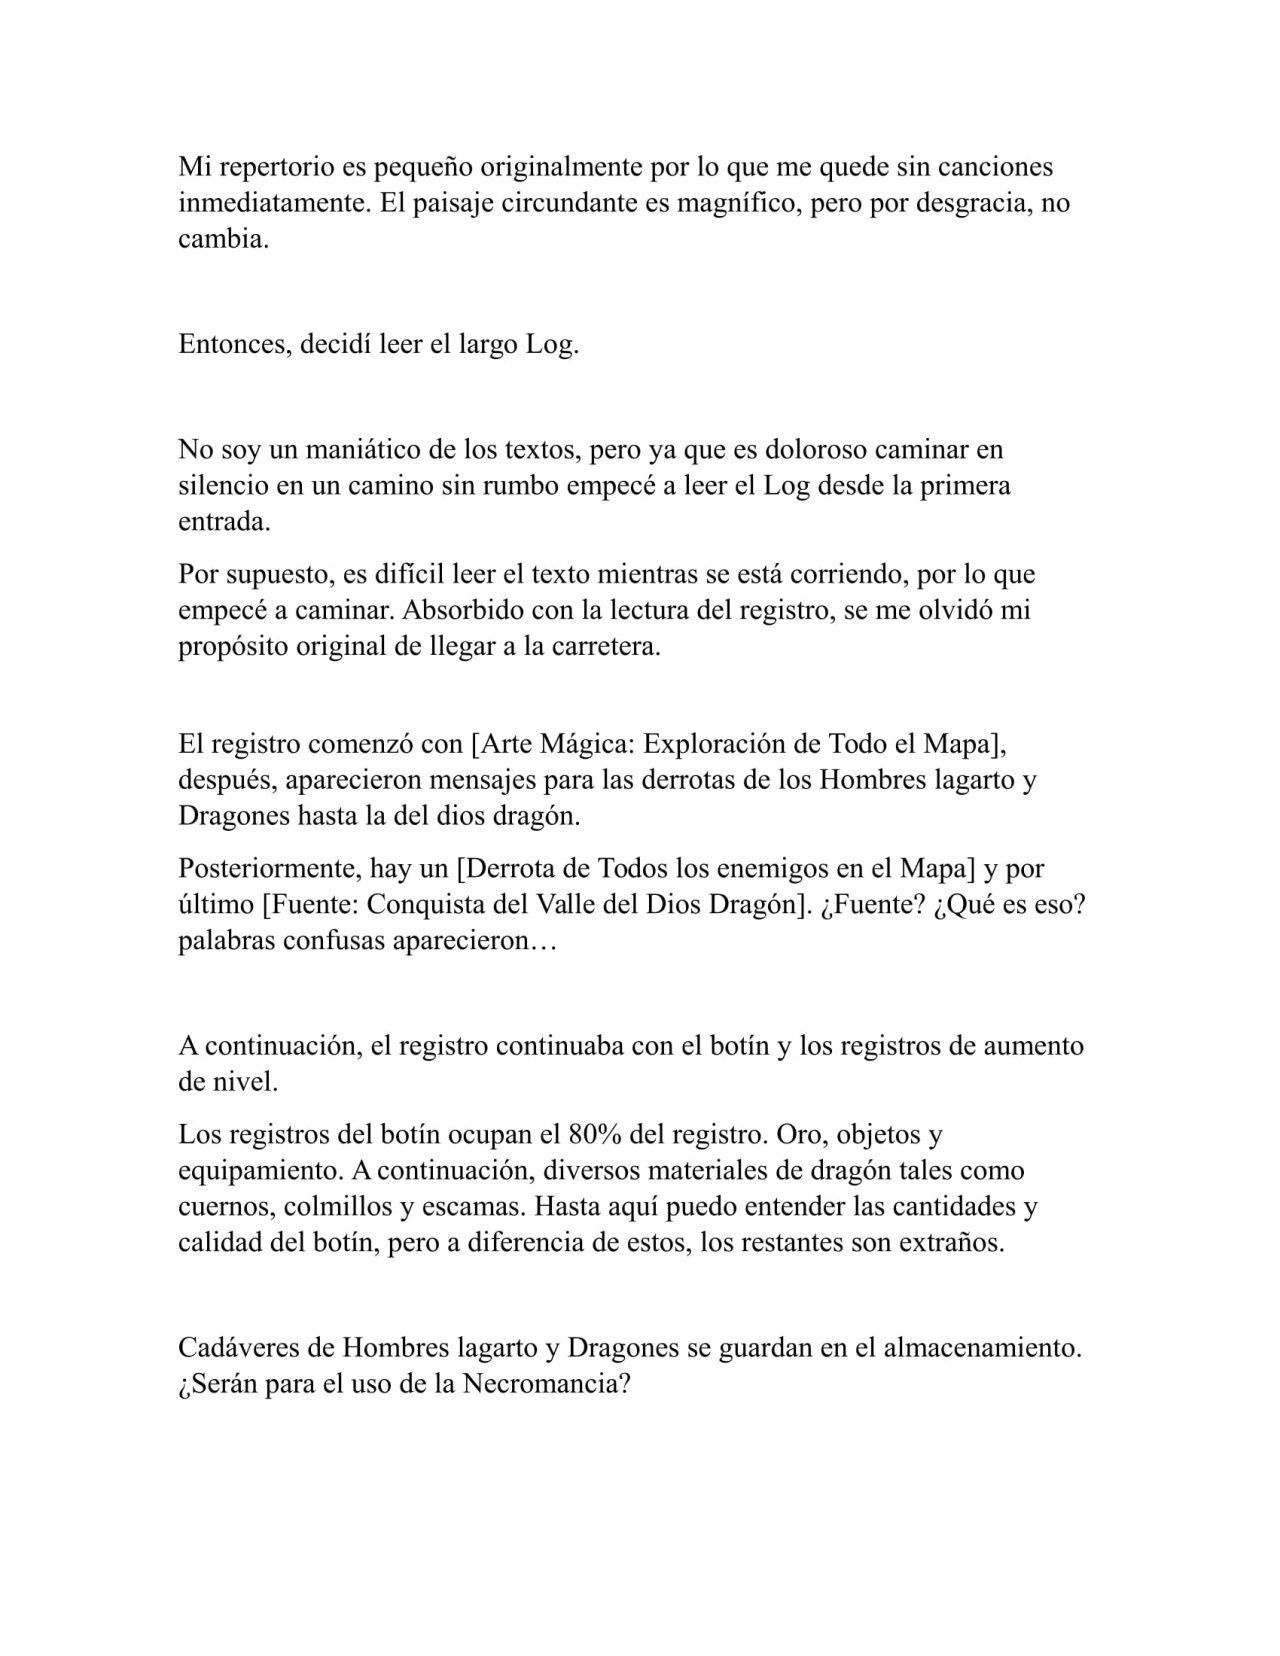 Mi repertorio es pequeño originalmente por lo que me quede sin canciones
inmediatamente. El paisaje circundante es magnífico, pero por desgracia, no
cambia.
Entonces, decidí leer el largo Log.
No soy un maniático de los textos, pero ya que es doloroso caminar en
silencio en un camino sin rumbo empecé a leer el Log desde la primera
entrada.
Por supuesto, es difícil leer el texto mientras se está corriendo, por lo que
empecé a caminar. Absorbido con la lectura del registro, se me olvidó mi
propósito original de llegar a la carretera.
El registro comenzó con [Arte Mágica: Exploración de Todo el Mapa],
después, aparecieron mensajes para las derrotas de los Hombres lagarto y
Dragones hasta la del dios dragón.
Posteriormente, hay un [Derrota de Todos los enemigos en el Mapa] y por
último [Fuente: Conquista del Valle del Dios Dragón]. ¿Fuente? ¿Qué es eso?
palabras confusas aparecieron…
A continuación, el registro continuaba con el botín y los registros de aumento
de nivel.
Los registros del botín ocupan el 80% del registro. Oro, objetos y
equipamiento. A continuación, diversos materiales de dragón tales como
cuernos, colmillos y escamas. Hasta aquí puedo entender las cantidades y
calidad del botín, pero a diferencia de estos, los restantes son extraños.
Cadáveres de Hombres lagarto y Dragones se guardan en el almacenamiento.
¿Serán para el uso de la Necromancia?